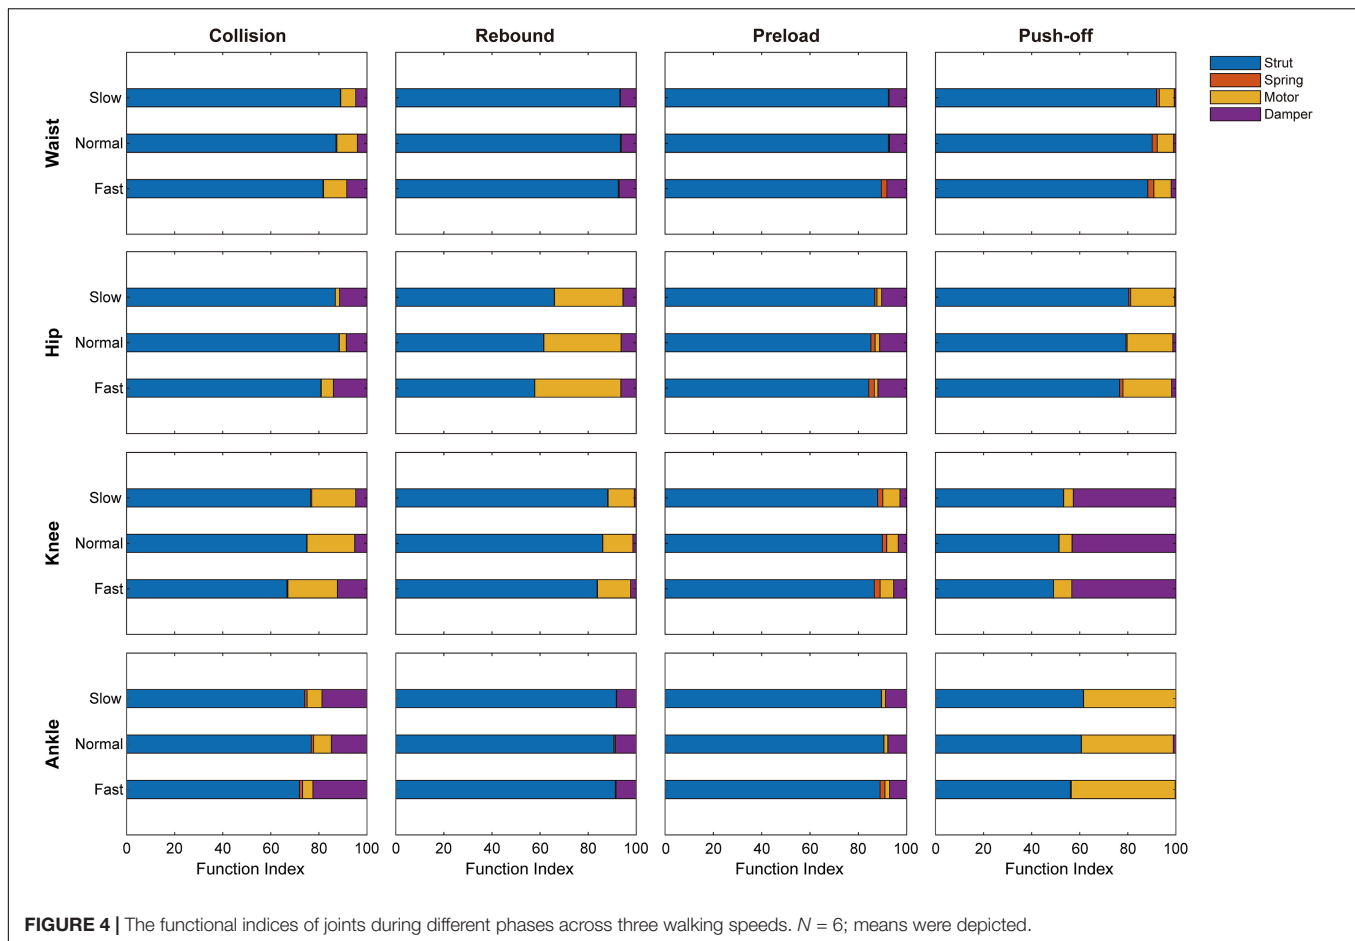 Collision Rebound Preload Push-off
Strut
Spring
Motor
Damper
Waist
Slow
Normal
Fast
Hip
Slow
Normal
Fast
Knee
Slow
Normal
Fast
Ankle
Slow
Normal
Fast
0 20 40 60 80 100 0 20 40 60 80 100 0 20 40 60 80 100 0 20 40 60 80 100
Function Index Function Index Function Index Function Index
FIGURE 4 | The functional indices of joints during different phases across three walking speeds. N = 6; means were depicted.